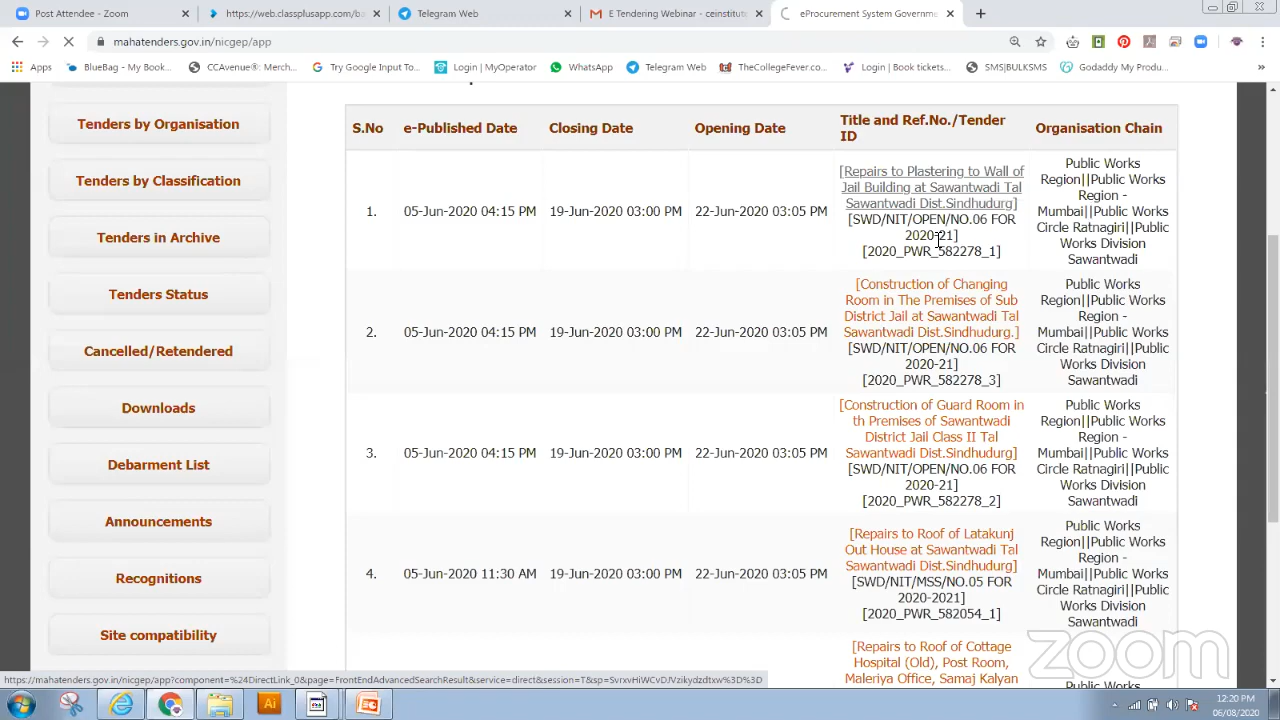 Post Attendee - Zoom
https://web.classplusapp.com/ba
Telegram Web
E Tendering Webinar - ceinstitut
eProcurement System Governme
mahatenders.gov.in/nicgep/app
Apps
BlueBag - My Book...
CCAvenue®: Merch...
Try Google Input To...
Login | MyOperator
WhatsApp
Telegram Web
TheCollegeFever.co...
Login | Book tickets...
SMS|BULKSMS
Godaddy My Produ...
Tenders by Organisation
Tenders by Classification
Tenders in Archive
Tenders Status
Cancelled/Retendered
Downloads
Debarment List
Announcements
Recognitions
Site compatibility
S.No
e-Published Date
Closing Date
Opening Date
Title and Ref.No./Tender
ID
Organisation Chain
1.
05-Jun-2020 04:15 PM
19-Jun-2020 03:00 PM
22-Jun-2020 03:05 PM
[Repairs to Plastering to Wall of
Jail Building at Sawantwadi Tal
Sawantwadi Dist.Sindhudurg]
[SWD/NIT/OPEN/NO.06 FOR
2020-21]
[2020_PWR_582278_1]
Public Works
Region||Public Works
Region -
Mumbai||Public Works
Circle Ratnagiri||Public
Works Division
Sawantwadi
2.
05-Jun-2020 04:15 PM
19-Jun-2020 03:00 PM
22-Jun-2020 03:05 PM
[Construction of Changing
Room in The Premises of Sub
District Jail at Sawantwadi Tal
Sawantwadi Dist.Sindhudurg.]
[SWD/NIT/OPEN/NO.06 FOR
2020-21]
[2020_PWR_582278_3]
Public Works
Region||Public Works
Region -
Mumbai||Public Works
Circle Ratnagiri||Public
Works Division
Sawantwadi
3.
05-Jun-2020 04:15 PM
19-Jun-2020 03:00 PM
22-Jun-2020 03:05 PM
[Construction of Guard Room in
th Premises of Sawantwadi
District Jail Class II Tal
Sawantwadi Dist.Sindhudurg]
[SWD/NIT/OPEN/NO.06 FOR
2020-21]
[2020_PWR_582278_2]
Public Works
Region||Public Works
Region -
Mumbai||Public Works
Circle Ratnagiri||Public
Works Division
Sawantwadi
4.
05-Jun-2020 11:30 AM
19-Jun-2020 03:00 PM
22-Jun-2020 03:05 PM
[Repairs to Roof of Latakunj
Out House at Sawantwadi Tal
Sawantwadi Dist.Sindhudurg]
[SWD/NIT/MSS/NO.05 FOR
2020-2021]
[2020_PWR_582054_1]
Public Works
Region||Public Works
Region -
Mumbai||Public Works
Circle Ratnagiri||Public
Works Division
Sawantwadi
[Repairs to Roof of Cottage
Hospital (Old), Post Room,
Maleriya Office, Samaj Kalyan
Public Works
zoom
12:20 PM
06/08/2020